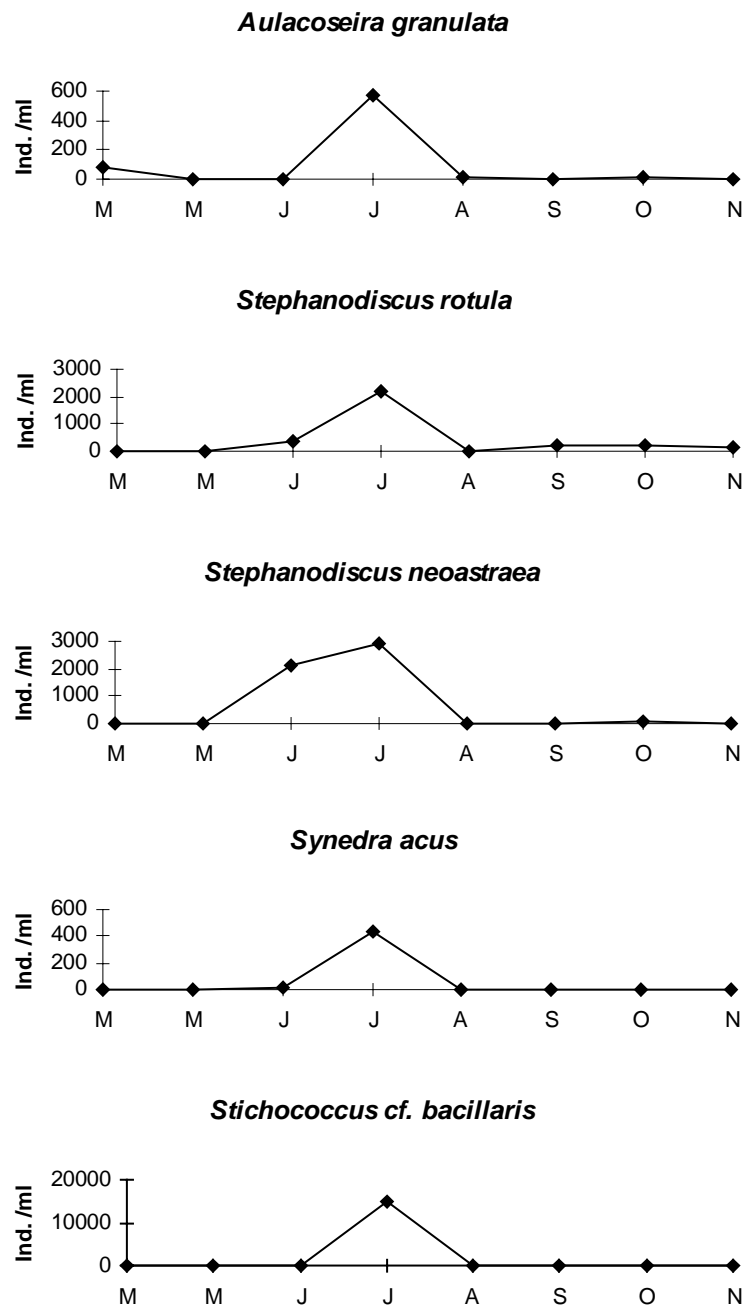 Aulacoseira granulata
600
400
200
0
Ind. /ml
M M J J A S O N
Stephanodiscus rotula
3000
2000
1000
0
Ind. /ml
M M J J A S O N
Stephanodiscus neoastraea
3000
2000
1000
0
Ind. /ml
M M J J A S O N
Synedra acus
600
400
200
0
Ind. /ml
M M J J A S O N
Stichococcus cf. bacillaris
20000
10000
0
Ind. /ml
M M J J A S O N